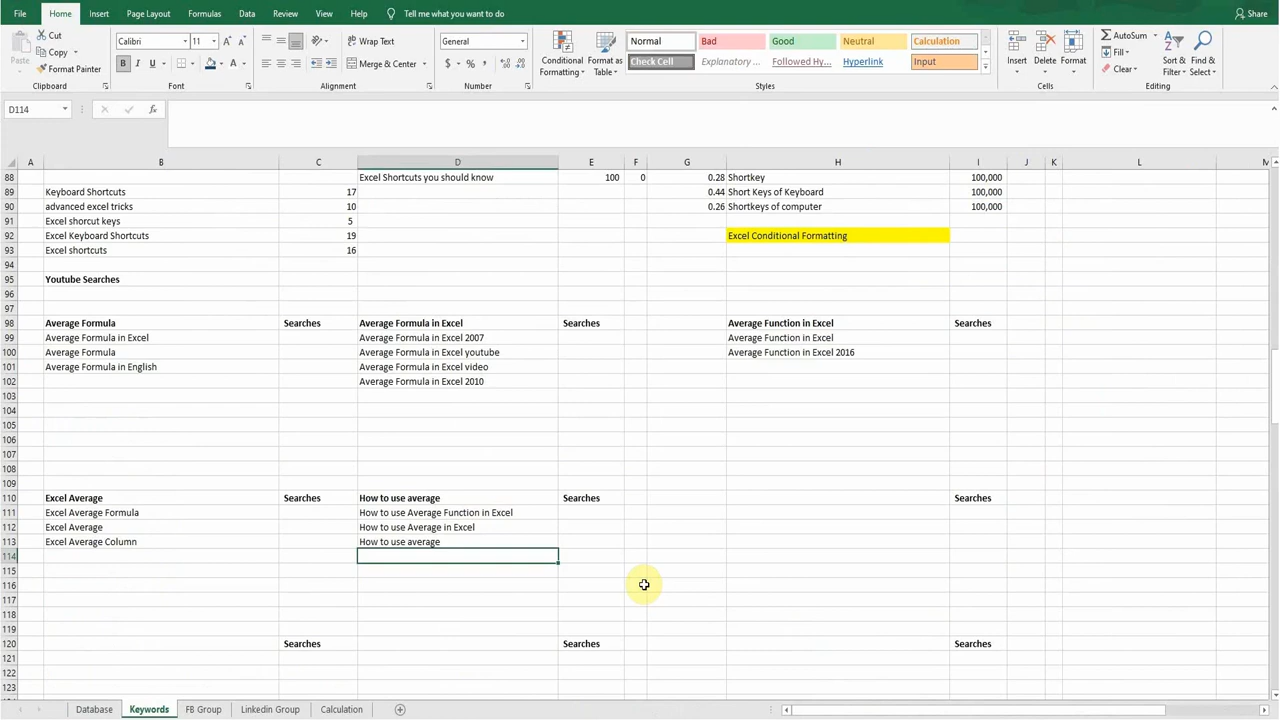 File Home Insert Page Layout Formulas Data Review View Help Tell me what you want to do Share
Cut Calibri 11 Wrap Text General Normal Bad Good Neutral Calculation AutoSum
Copy Check Cell Explanatory ... Followed Hy... Hyperlink Input Fill
Paste Format Painter B I U Merge & Center $ % Conditional Formatting Format as Table Insert Delete Format Clear Sort & Filter Find & Select
Clipboard Font Alignment Number Styles Cells Editing
D114 fx
A B C D E F G H I J K L M
88 Excel Shortcuts you should know 100 0 0.28 Shortkey 100,000
89 Keyboard Shortcuts 17 0.44 Short Keys of Keyboard 100,000
90 advanced excel tricks 10 0.26 Shortkeys of computer 100,000
91 Excel shorcut keys 5
92 Excel Keyboard Shortcuts 19 Excel Conditional Formatting
93 Excel shortcuts 16
94
95 Youtube Searches
96
97
98 Average Formula Searches Average Formula in Excel Searches Average Function in Excel Searches
99 Average Formula in Excel Average Formula in Excel 2007 Average Function in Excel
100 Average Formula Average Formula in Excel youtube Average Function in Excel 2016
101 Average Formula in English Average Formula in Excel video
102 Average Formula in Excel 2010
103
104
105
106
107
108
109
110 Excel Average Searches How to use average Searches Searches
111 Excel Average Formula How to use Average Function in Excel
112 Excel Average How to use Average in Excel
113 Excel Average Column How to use average
114
115
116
117
118
119
120 Searches Searches Searches
121
122
123
Database Keywords FB Group Linkedin Group Calculation